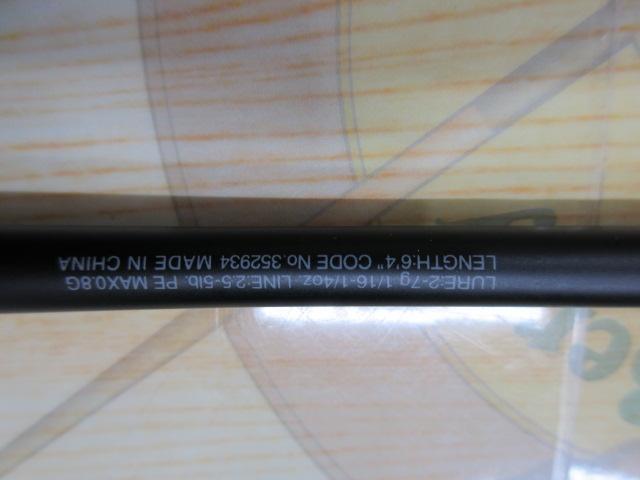 LURE:2-7g 1/16-1/4oz. LINE:2.5-5lb. PE MAX0.8G
LENGTH:6'4" CODE No.352934 MADE IN CHINA